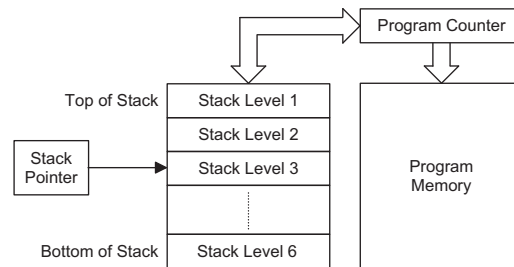 Program Counter
Top of Stack
Stack Level 1
Stack Level 2
Stack
Pointer
Stack Level 3
Program
Memory
Bottom of Stack
Stack Level 6